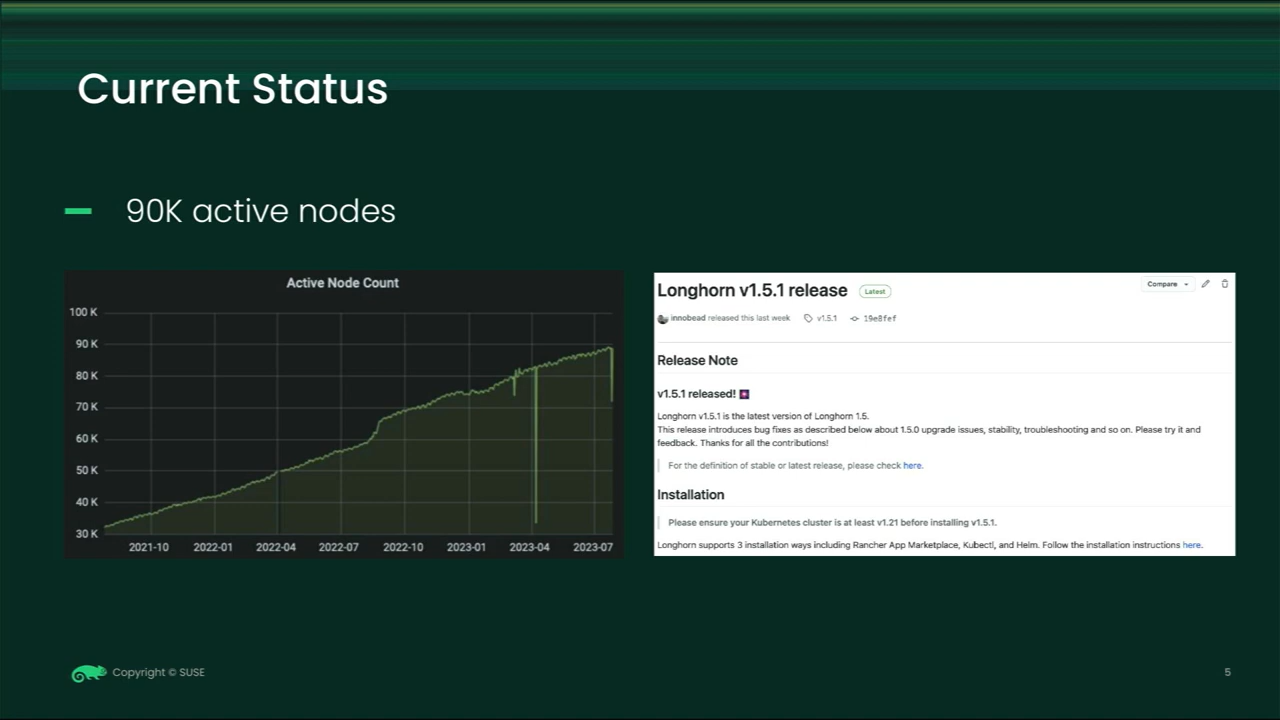 Current Status
90K active nodes
Active Node Count
100 K
90 K
80 K
70 K
60 K
50 K
40 K
30 K
2021-10 2022-01 2022-04 2022-07 2022-10 2023-01 2023-04 2023-07
Longhorn v1.5.1 release Latest
Compare
innobead released this last week v1.5.1 19e8fef
Release Note
v1.5.1 released!
Longhorn v1.5.1 is the latest version of Longhorn 1.5.
This release introduces bug fixes as described below about 1.5.0 upgrade issues, stability, troubleshooting and so on. Please try it and
feedback. Thanks for all the contributions!
For the definition of stable or latest release, please check here.
Installation
Please ensure your Kubernetes cluster is at least v1.21 before installing v1.5.1.
Longhorn supports 3 installation ways including Rancher App Marketplace, Kubectl, and Helm. Follow the installation instructions here.
Copyright © SUSE
5